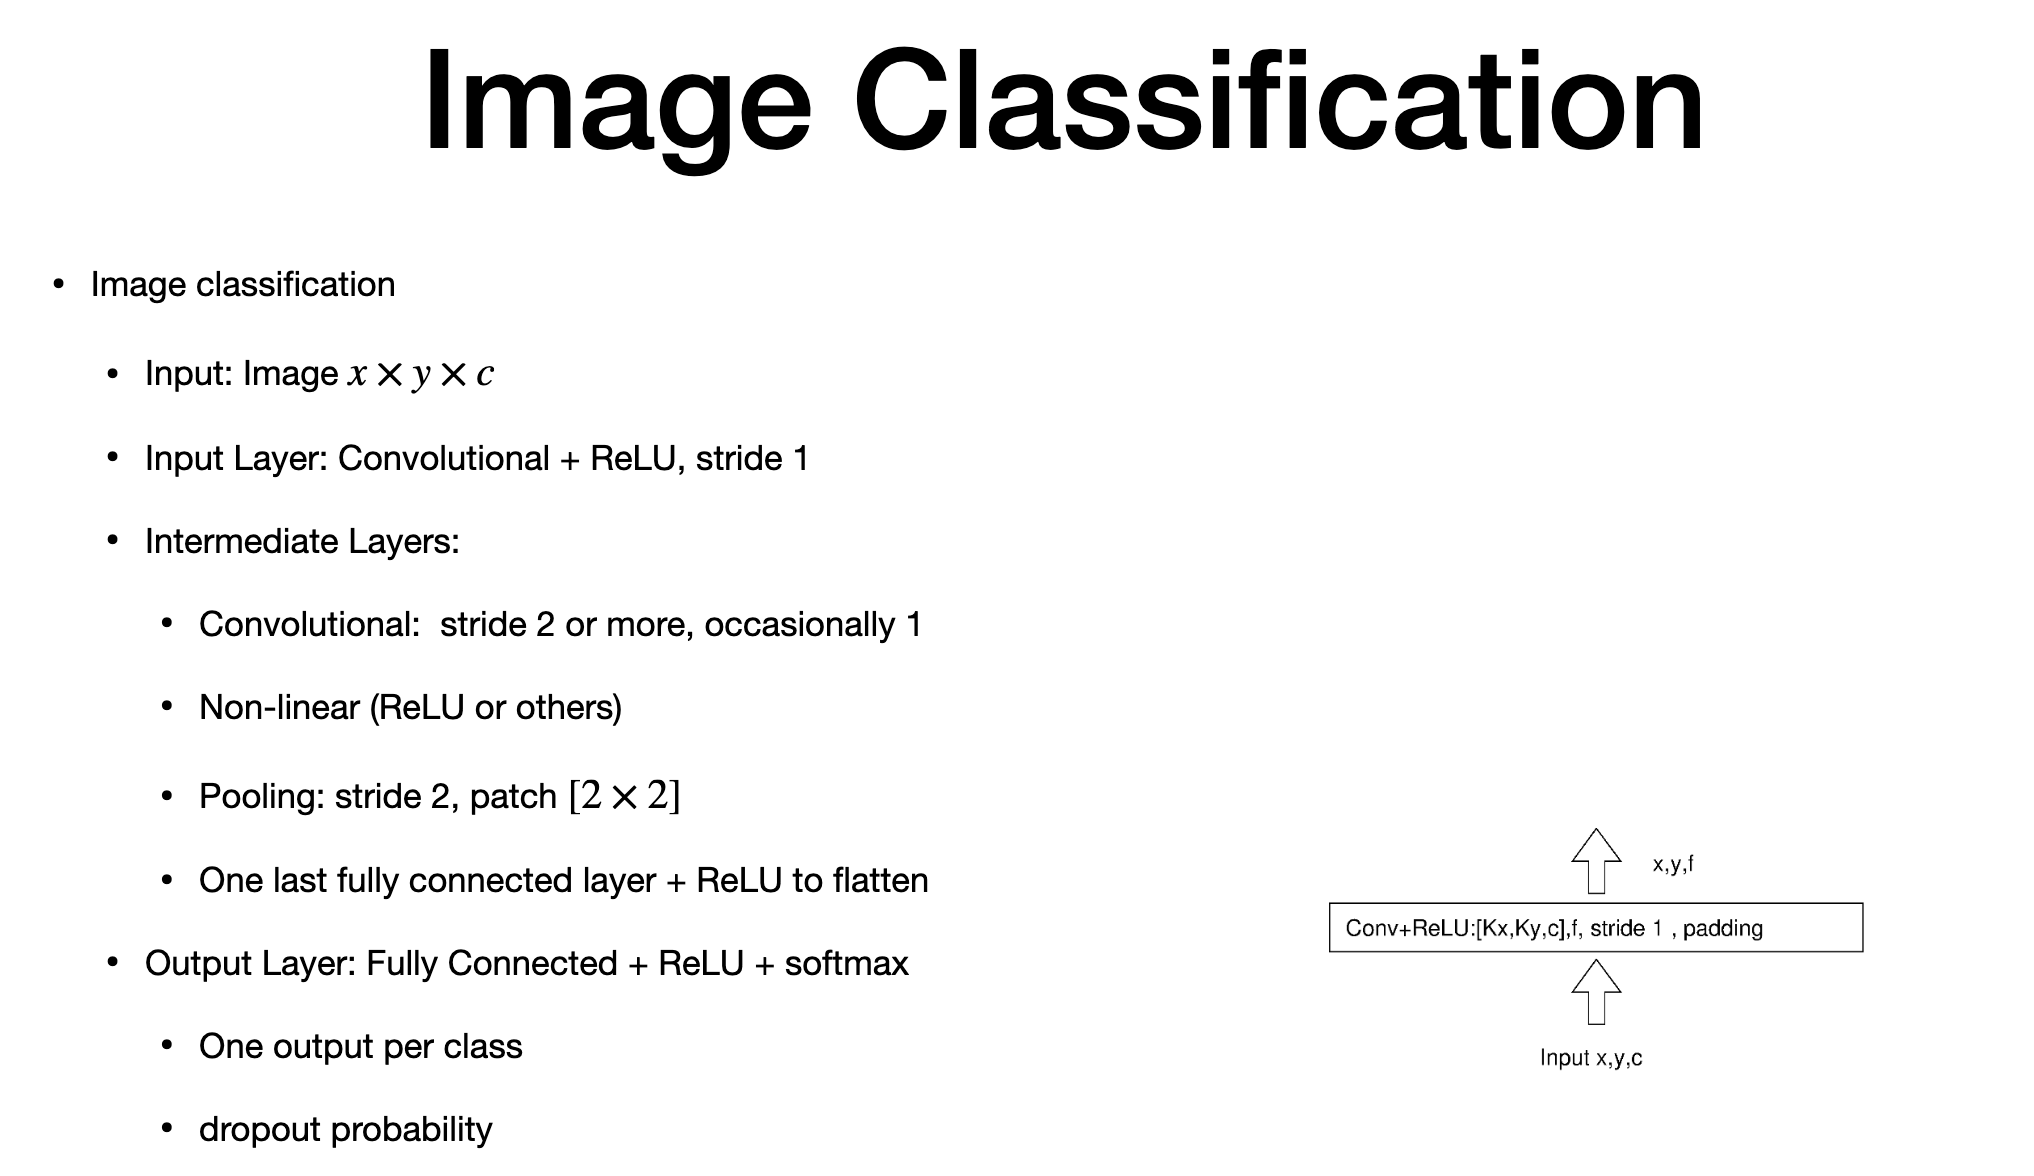 Image Classification
• Image classification
• Input: Image x × y × c
• Input Layer: Convolutional + ReLU, stride 1
• Intermediate Layers:
• Convolutional:  stride 2 or more, occasionally 1
• Non-linear (ReLU or others)
• Pooling: stride 2, patch [2 × 2]
• One last fully connected layer + ReLU to flatten
• Output Layer: Fully Connected + ReLU + softmax
• One output per class
• dropout probability
x,y,f
Conv+ReLU:[Kx,Ky,c],f, stride 1 , padding
Input x,y,c